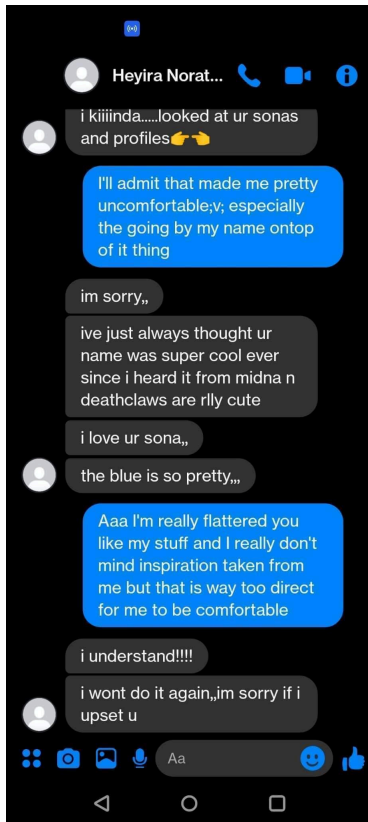 Heyira Norat...
i kiiiinda.....looked at ur sonas
and profiles👉👈
I'll admit that made me pretty
uncomfortable;v; especially
the going by my name ontop
of it thing
im sorry,,
ive just always thought ur
name was super cool ever
since i heard it from midna n
deathclaws are rlly cute
i love ur sona,,
the blue is so pretty,,,
Aaa I'm really flattered you
like my stuff and I really don't
mind inspiration taken from
me but that is way too direct
for me to be comfortable
i understand!!!!
i wont do it again,,im sorry if i
upset u
Aa